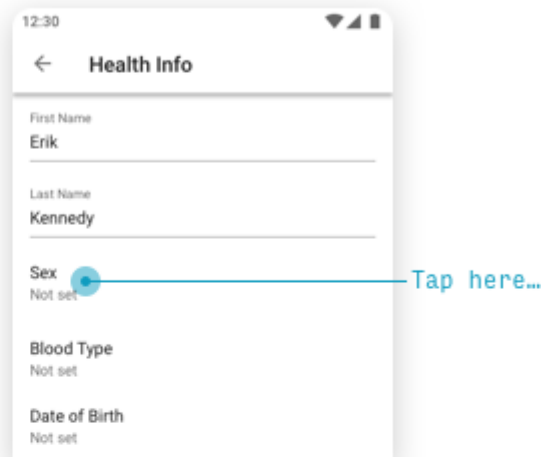 12:30
Health Info
First Name
Erik
Last Name
Kennedy
Sex
Not set
Tap here…
Blood Type
Not set
Date of Birth
Not set